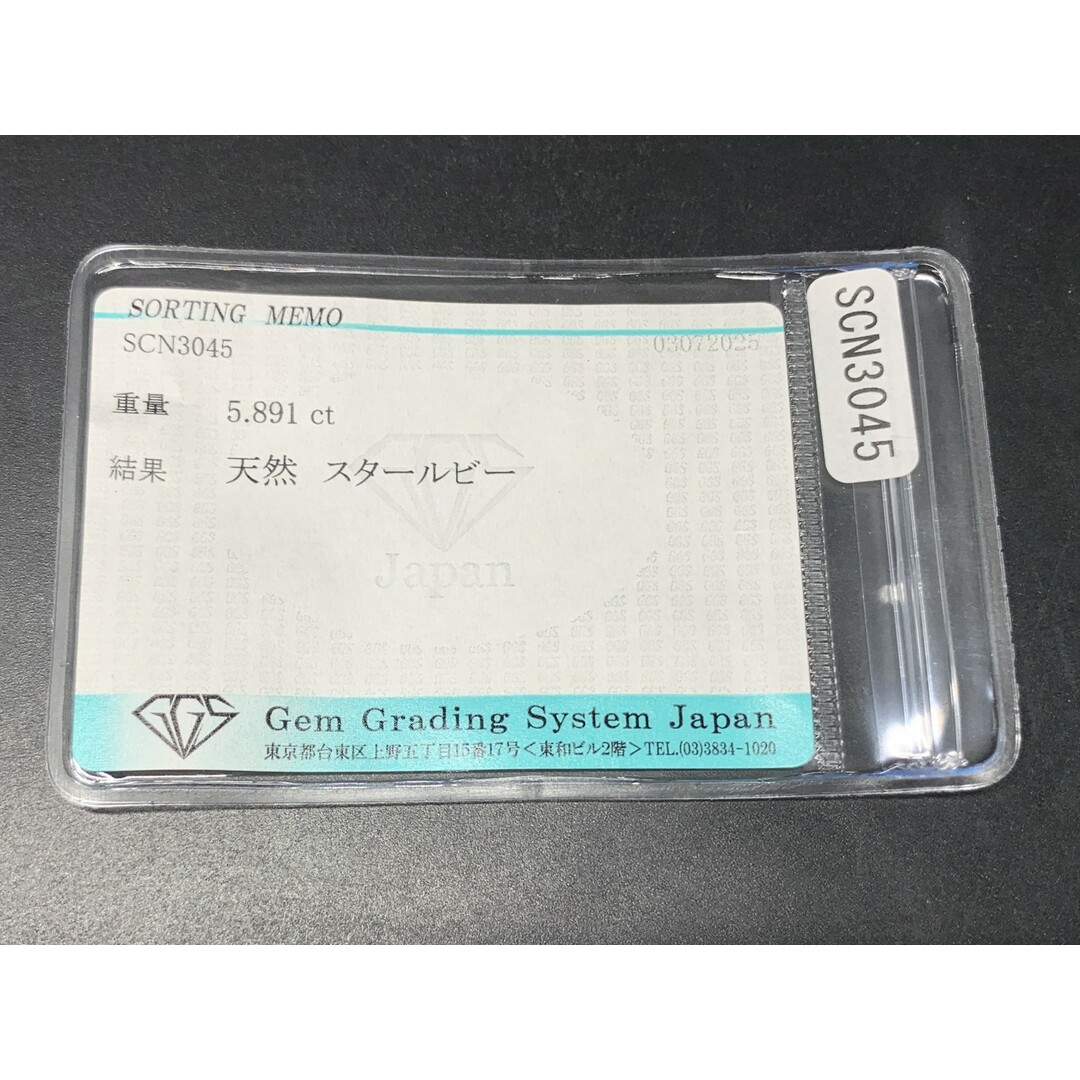 SORTING MEMO
SCN3045 03072025
重量 5.891 ct
結果 天然 スタールビー
Japan
GGS Gem Grading System Japan
東京都台東区上野五丁目15番17号＜東和ビル2階＞TEL.(03)3834-1020
SCN3045